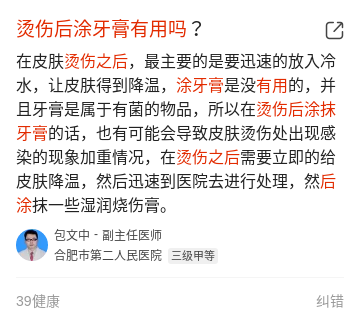 烫伤后涂牙膏有用吗？
在皮肤烫伤之后，最主要的是要迅速的放入冷
水，让皮肤得到降温，涂牙膏是没有用的，并
且牙膏是属于有菌的物品，所以在烫伤后涂抹
牙膏的话，也有可能会导致皮肤烫伤处出现感
染的现象加重情况，在烫伤之后需要立即的给
皮肤降温，然后迅速到医院去进行处理，然后
涂抹一些湿润烧伤膏。
包文中 - 副主任医师
合肥市第二人民医院 三级甲等
39健康 纠错